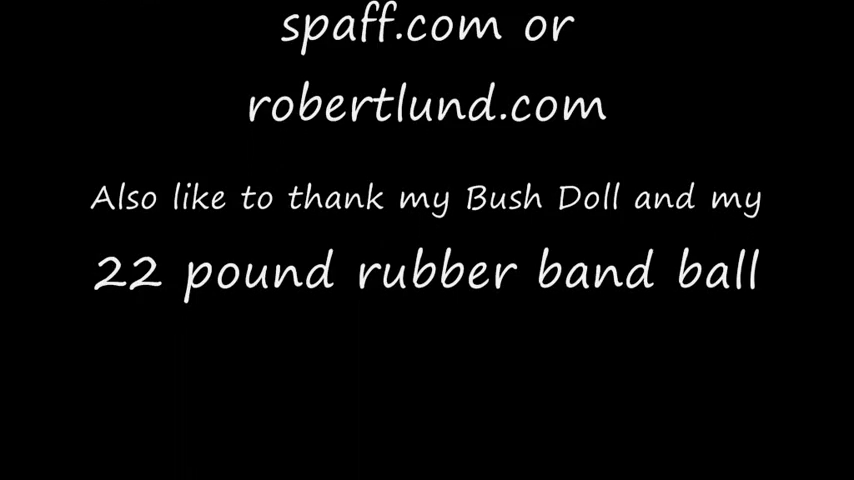 spaff.com or
robertlund.com
Also like to thank my Bush Doll and my
22 pound rubber band ball